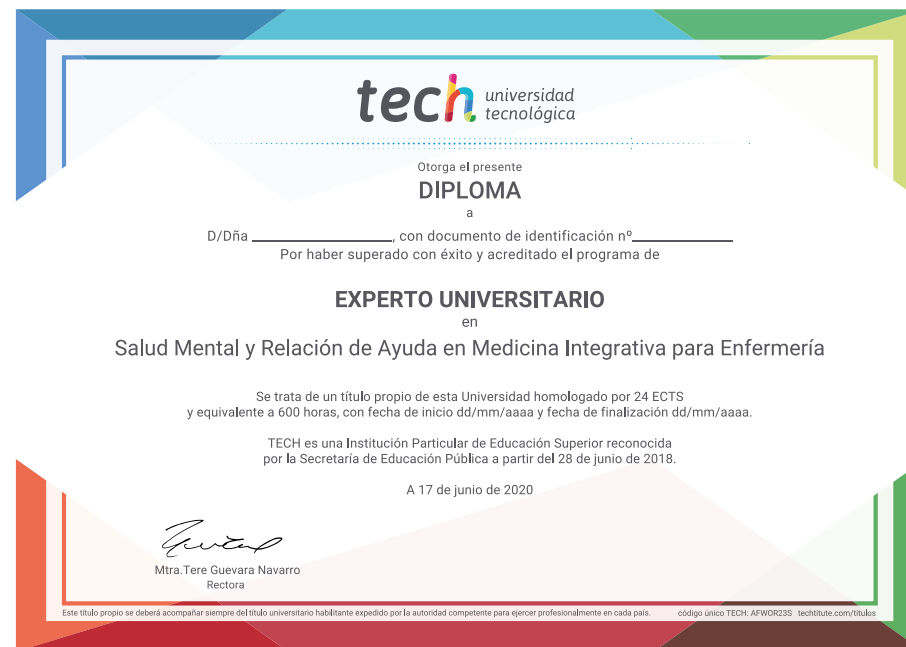 tech universidad
tecnológica
Otorga el presente
DIPLOMA
a
D/Dña ____________________, con documento de identificación nº______________
Por haber superado con éxito y acreditado el programa de
EXPERTO UNIVERSITARIO
en
Salud Mental y Relación de Ayuda en Medicina Integrativa para Enfermería
Se trata de un título propio de esta Universidad homologado por 24 ECTS
y equivalente a 600 horas, con fecha de inicio dd/mm/aaaa y fecha de finalización dd/mm/aaaa.
TECH es una Institución Particular de Educación Superior reconocida
por la Secretaría de Educación Pública a partir del 28 de junio de 2018.
A 17 de junio de 2020
Mtra.Tere Guevara Navarro
Rectora
Este título propio se deberá acompañar siempre del título universitario habilitante expedido por la autoridad competente para ejercer profesionalmente en cada país. código único TECH: AFWOR23S techtitute.com/titulos